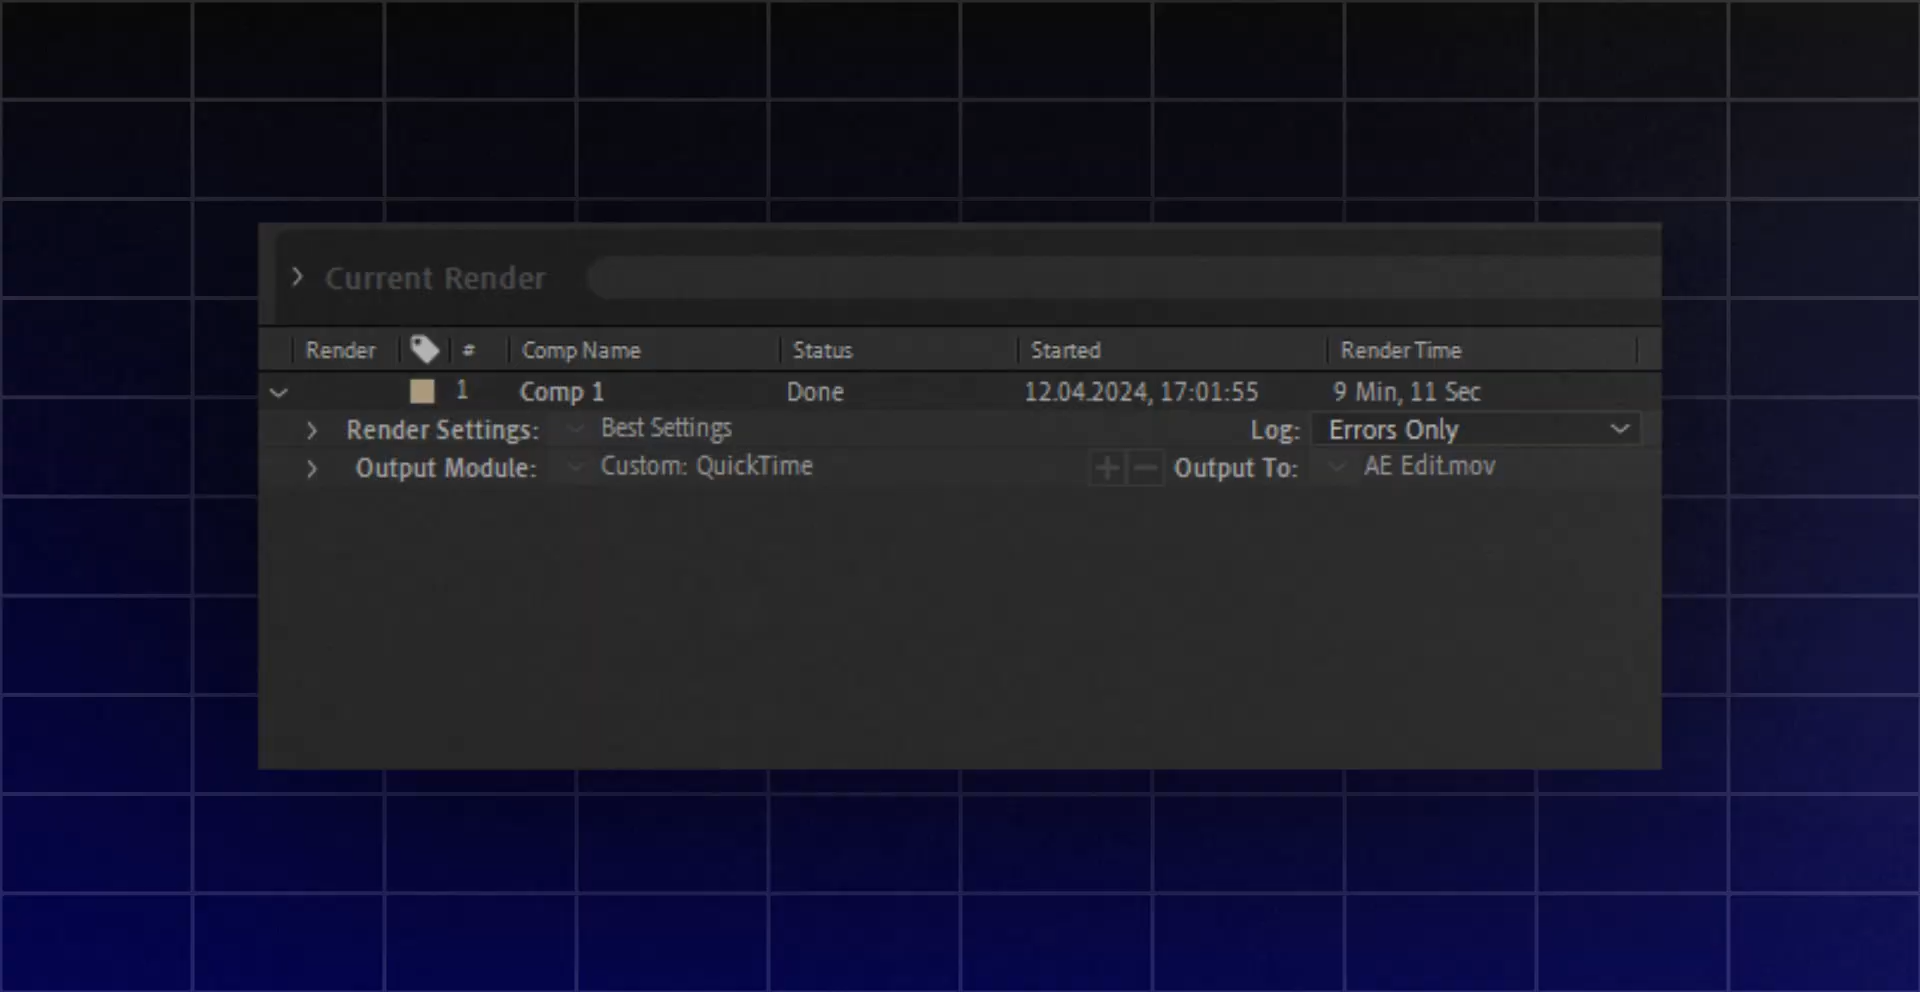 Current Render
Render # Comp Name Status Started Render Time
1 Comp 1 Done 12.04.2024, 17:01:55 9 Min, 11 Sec
Render Settings: Best Settings Log: Errors Only
Output Module: Custom: QuickTime + − Output To: AE Edit.mov